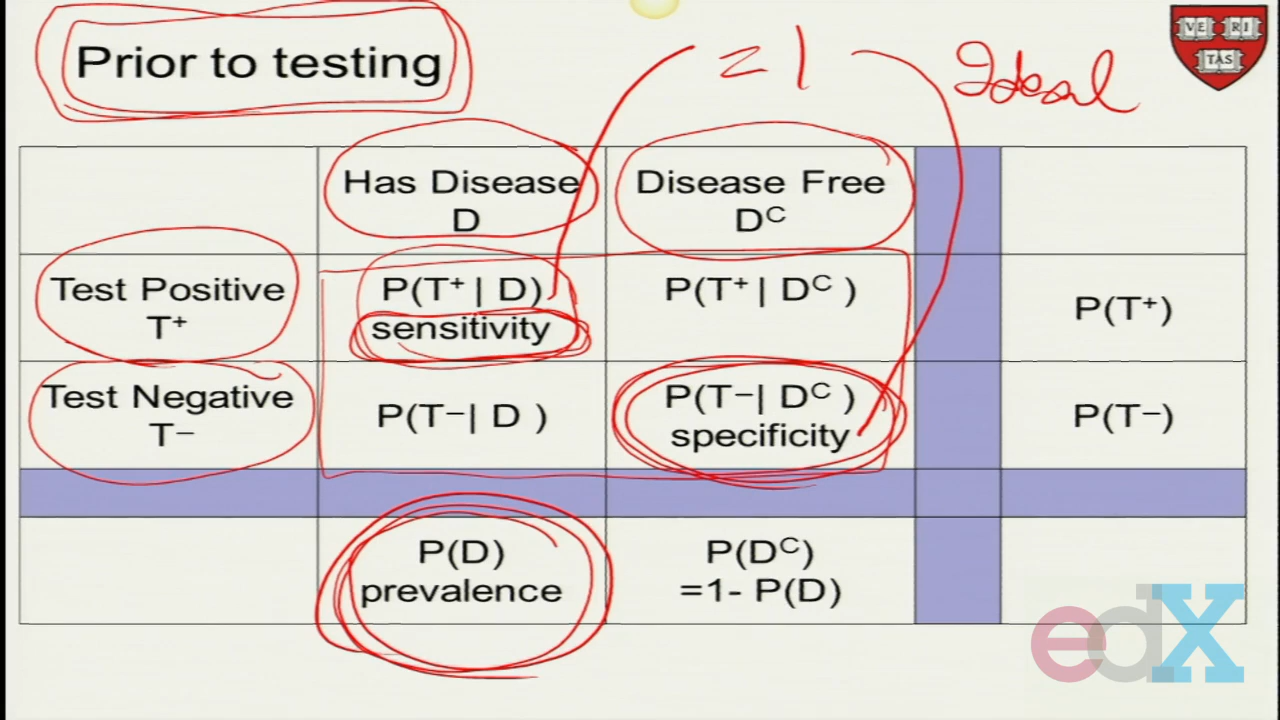 Prior to testing
= 1
Ideal
VE RI
TAS
Has Disease
D
Disease Free
Dᶜ
Test Positive
T⁺
P(T⁺ | D)
sensitivity
P(T⁺ | Dᶜ )
P(T⁺)
Test Negative
T⁻
P(T⁻| D )
P(T⁻| Dᶜ )
specificity
P(T⁻)
P(D)
prevalence
P(Dᶜ)
=1- P(D)
edX